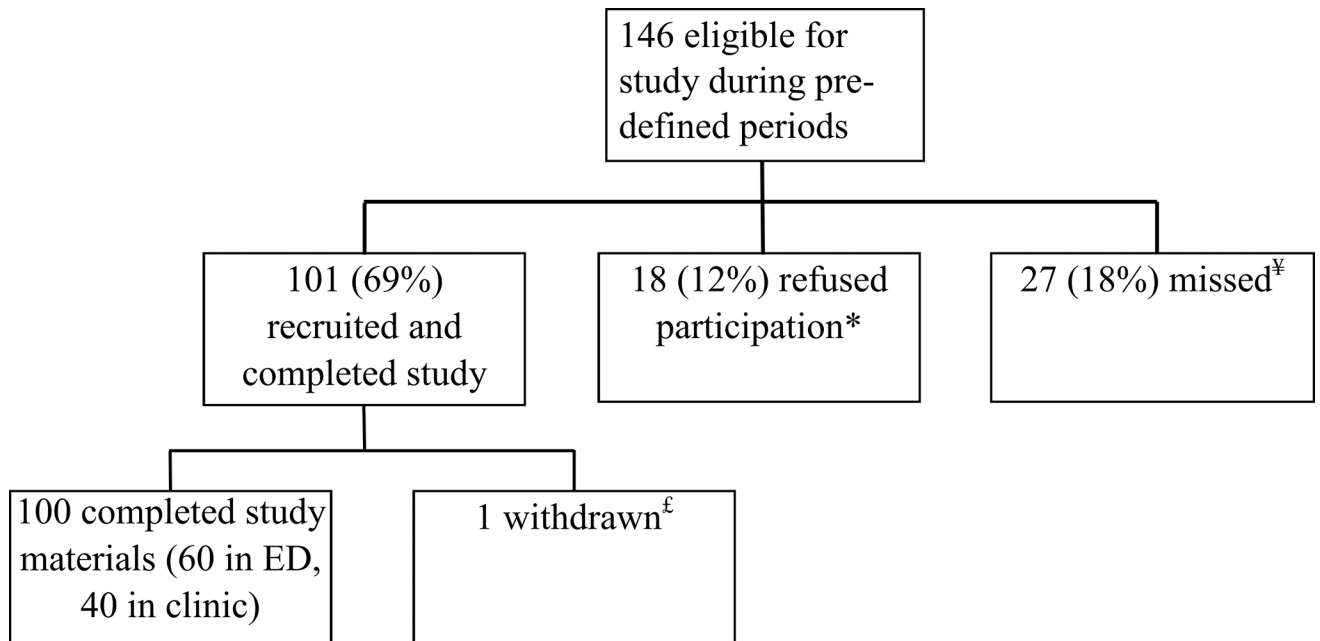 146 eligible for
study during pre-
defined periods
101 (69%)
recruited and
completed study
18 (12%) refused
participation*
27 (18%) missed¥
100 completed study
materials (60 in ED,
40 in clinic)
1 withdrawn£